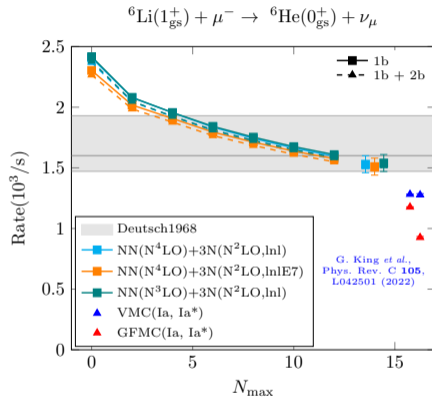 ⁶Li(1⁺gs) + μ⁻ → ⁶He(0⁺gs) + νμ
2.5
2
1.5
1
0.5
0
Rate(10³/s)
1b
1b + 2b
Deutsch1968
NN(N⁴LO)+3N(N²LO,lnl)
NN(N⁴LO)+3N(N²LO,lnlE7)
NN(N³LO)+3N(N²LO,lnl)
VMC(Ia, Ia*)
GFMC(Ia, Ia*)
G. King et al.,
Phys. Rev. C 105,
L042501 (2022)
0 5 10 15
Nmax